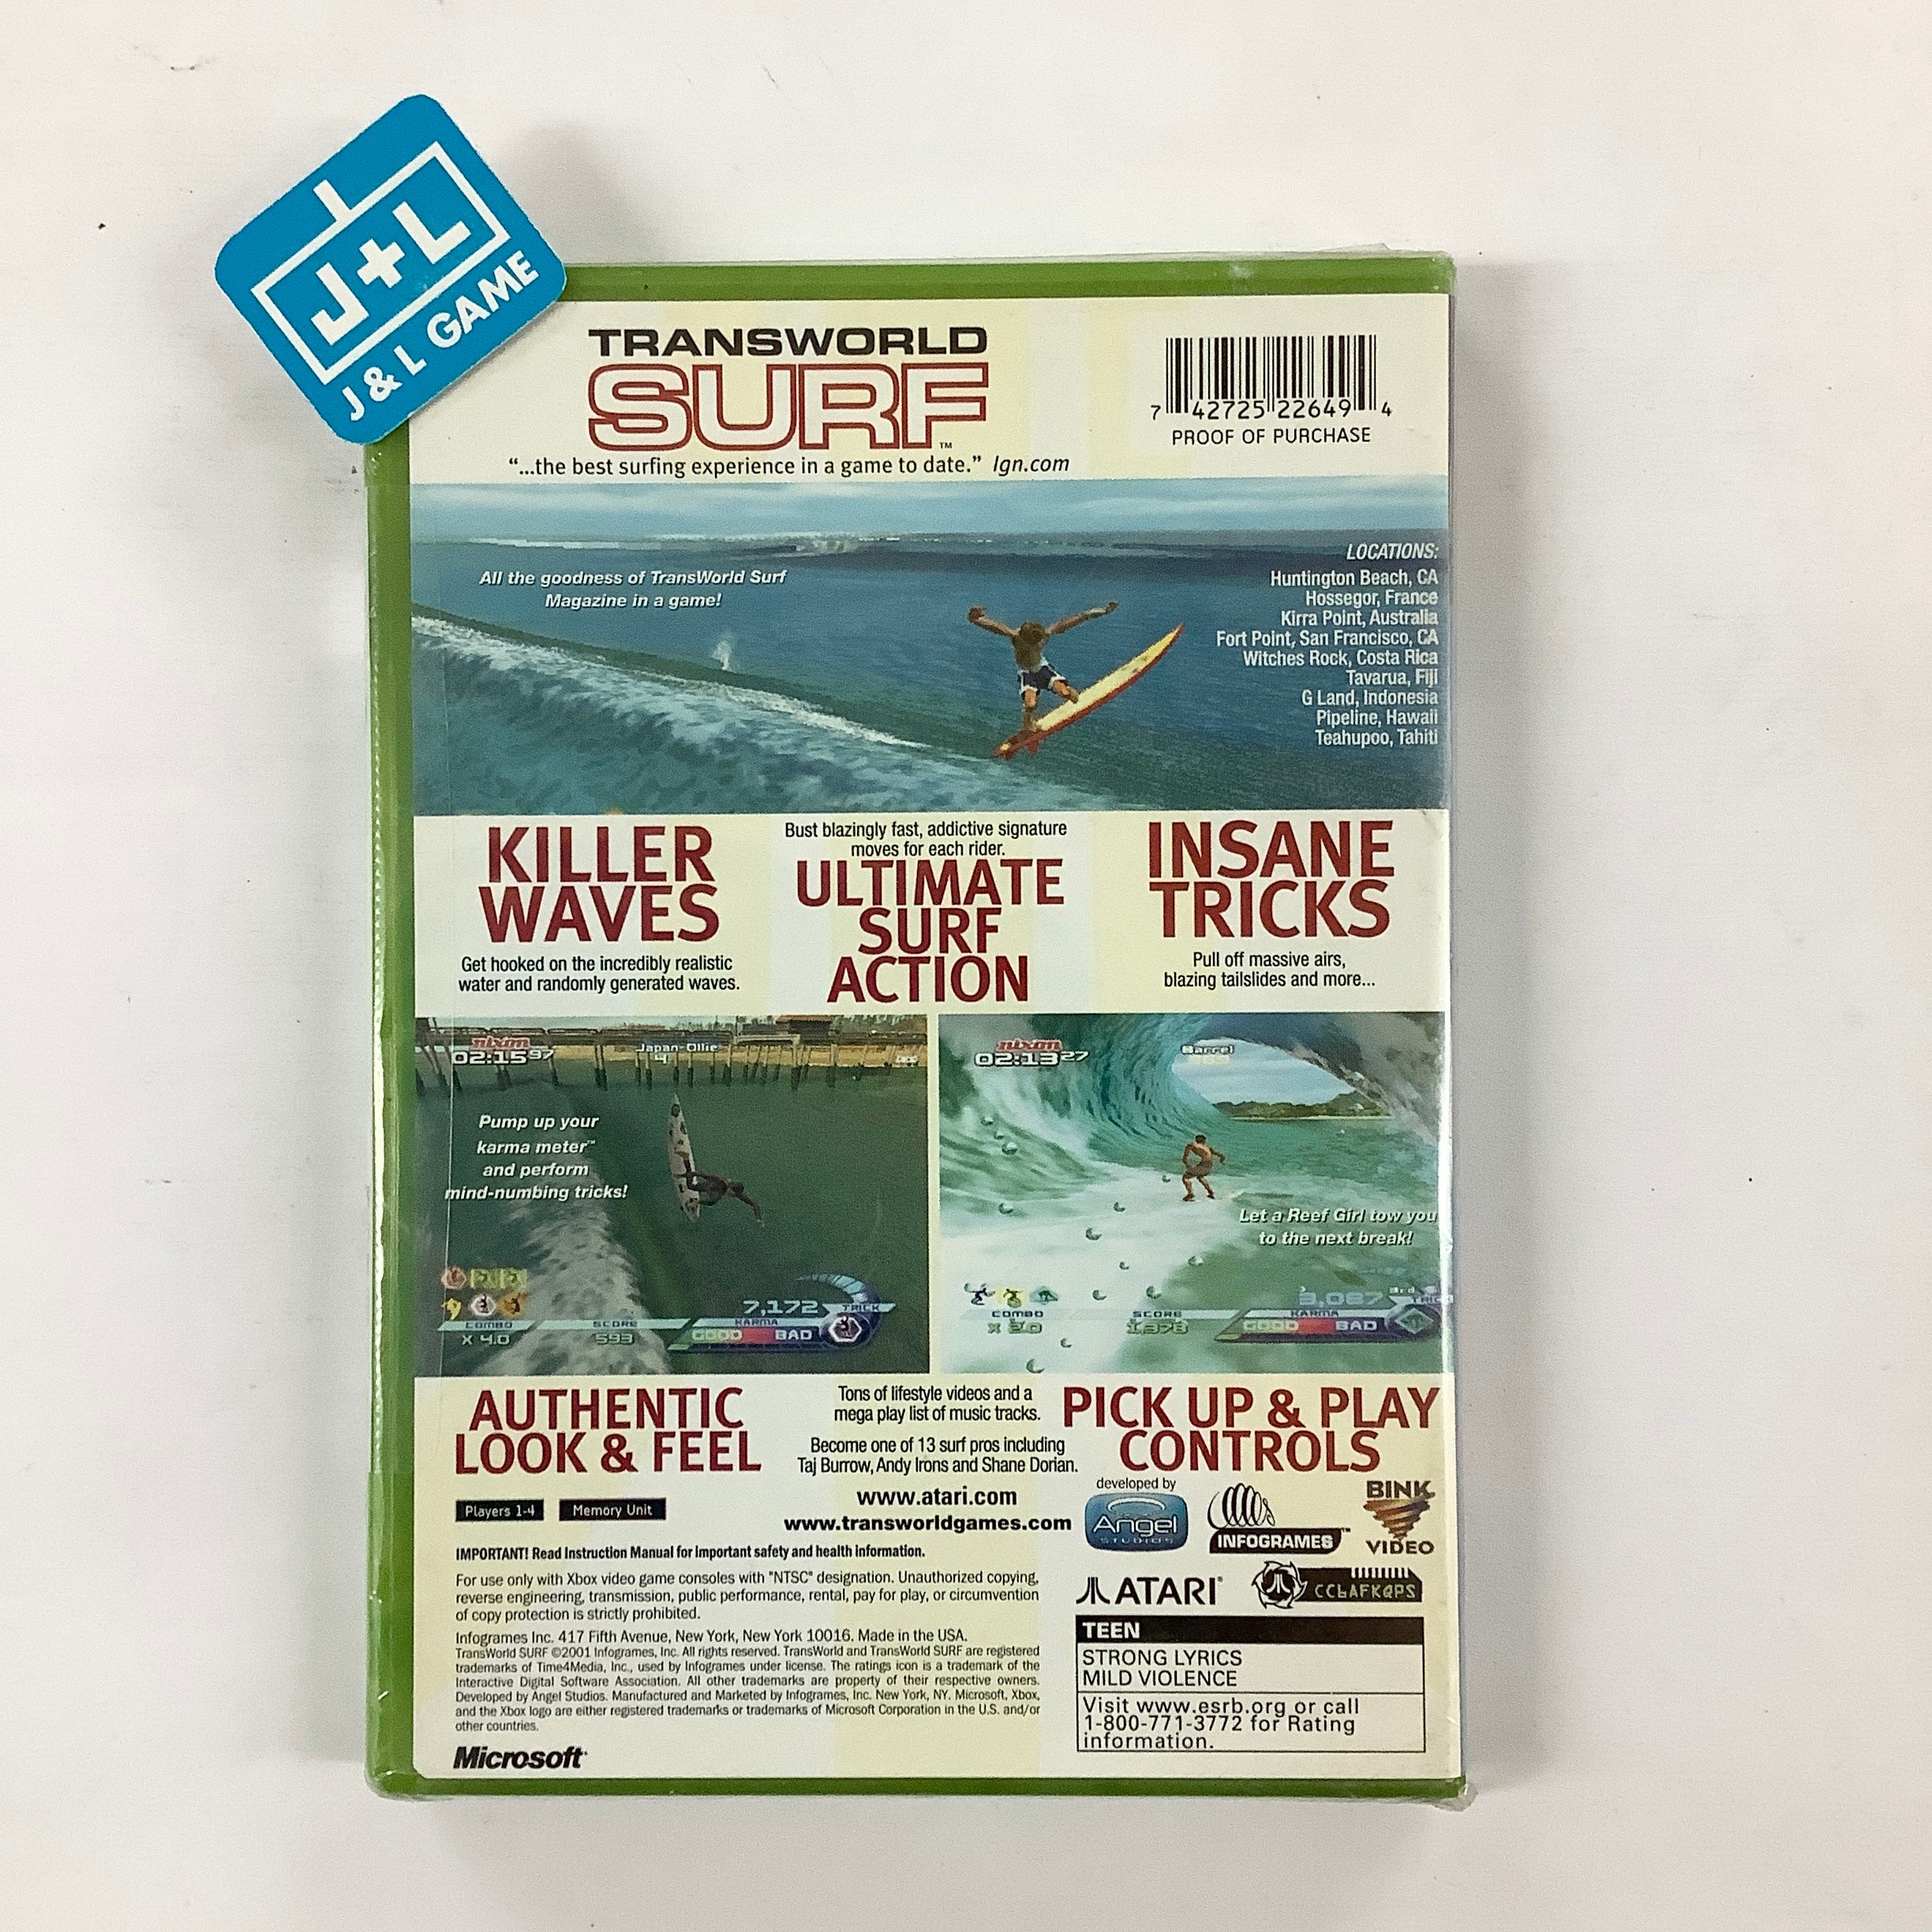 J+L
J & L GAME
TRANSWORLD
SURF™
"...the best surfing experience in a game to date." Ign.com
7 42725 22649 4
PROOF OF PURCHASE
All the goodness of TransWorld Surf
Magazine in a game!
LOCATIONS:
Huntington Beach, CA
Hossegor, France
Kirra Point, Australia
Fort Point, San Francisco, CA
Witches Rock, Costa Rica
Tavarua, Fiji
G Land, Indonesia
Pipeline, Hawaii
Teahupoo, Tahiti
KILLER
WAVES
Get hooked on the incredibly realistic
water and randomly generated waves.
Bust blazingly fast, addictive signature
moves for each rider.
ULTIMATE
SURF
ACTION
INSANE
TRICKS
Pull off massive airs,
blazing tailslides and more...
nixon
02:15 97
Japan-Ollie
4
Pump up your
karma meter™
and perform
mind-numbing tricks!
7,172
TRICK
COMBO
X 4.0
SCORE
593
KARMA
GOOD BAD
nixon
02:13 27
Barrel
Let a Reef Girl tow you
to the next break!
3,087
COMBO
X 2.0
SCORE
1,378
KARMA
GOOD BAD
AUTHENTIC
LOOK & FEEL
Tons of lifestyle videos and a
mega play list of music tracks.
Become one of 13 surf pros including
Taj Burrow, Andy Irons and Shane Dorian.
PICK UP & PLAY
CONTROLS
Players 1-4
Memory Unit
www.atari.com
www.transworldgames.com
developed by
Angel
STUDIOS
INFOGRAMES™
BINK
VIDEO
ATARI®
CCLAFKQPS
IMPORTANT! Read Instruction Manual for important safety and health information.
For use only with Xbox video game consoles with "NTSC" designation. Unauthorized copying,
reverse engineering, transmission, public performance, rental, pay for play, or circumvention
of copy protection is strictly prohibited.
Infogrames Inc. 417 Fifth Avenue, New York, New York 10016. Made in the USA.
TransWorld SURF ©2001 Infogrames, Inc. All rights reserved. TransWorld and TransWorld SURF are registered
trademarks of Time4Media, Inc., used by Infogrames under license. The ratings icon is a trademark of the
Interactive Digital Software Association. All other trademarks are property of their respective owners.
Developed by Angel Studios. Manufactured and Marketed by Infogrames, Inc. New York, NY. Microsoft, Xbox,
and the Xbox logo are either registered trademarks or trademarks of Microsoft Corporation in the U.S. and/or
other countries.
Microsoft®
TEEN
STRONG LYRICS
MILD VIOLENCE
Visit www.esrb.org or call
1-800-771-3772 for Rating
information.